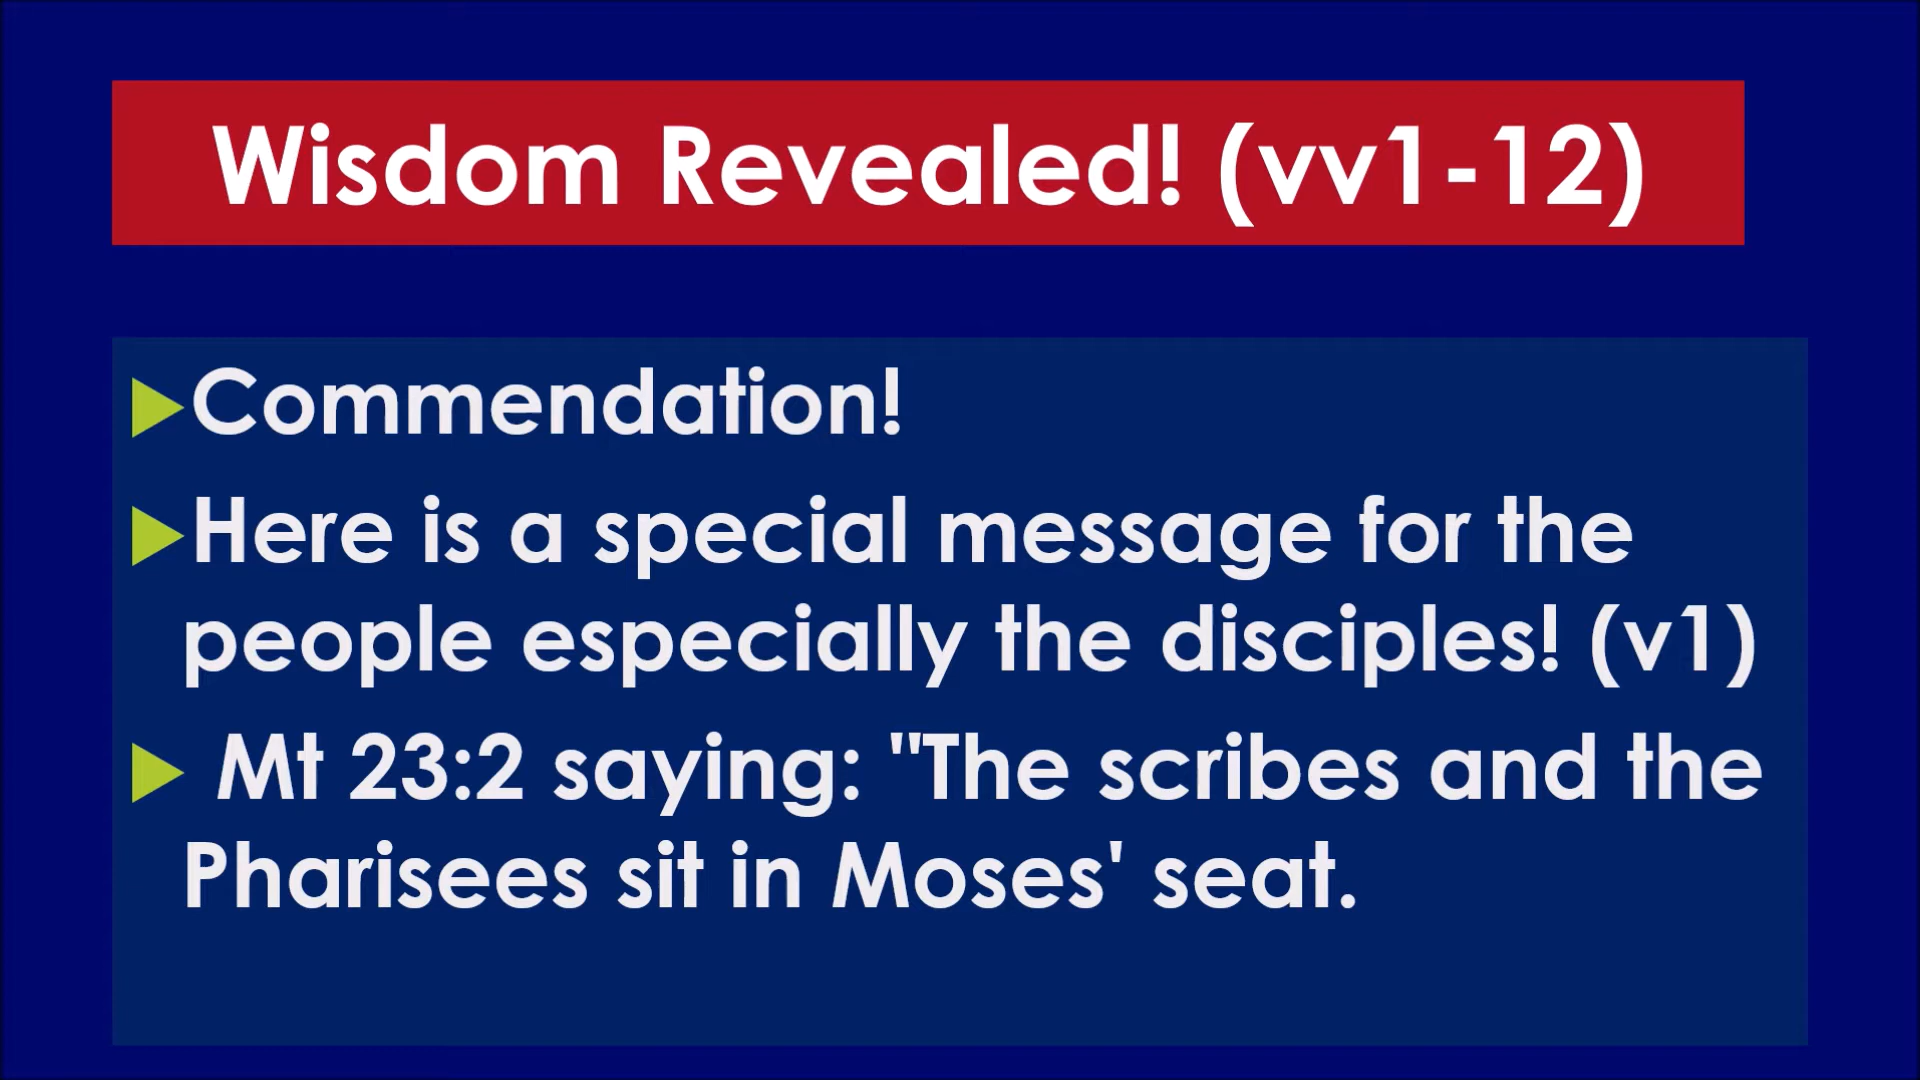 Wisdom Revealed! (vv1-12)
Commendation!
Here is a special message for the
people especially the disciples! (v1)
Mt 23:2 saying: "The scribes and the
Pharisees sit in Moses' seat.